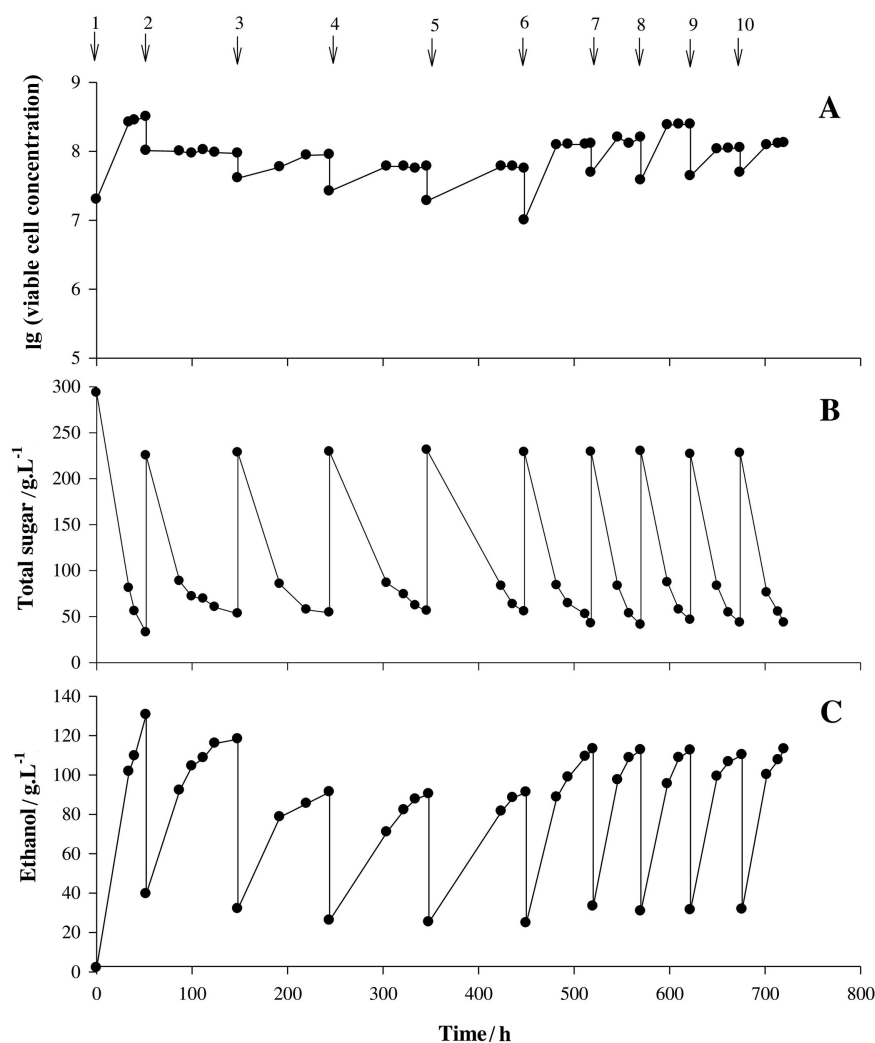 1 2 3 4 5 6 7 8 9 10
A
9
8
7
6
5
lg (viable cell concentration)
B
300
250
200
150
100
50
0
Total sugar /g.L-1
C
140
120
100
80
60
40
20
0
Ethanol / g.L-1
0 100 200 300 400 500 600 700 800
Time / h